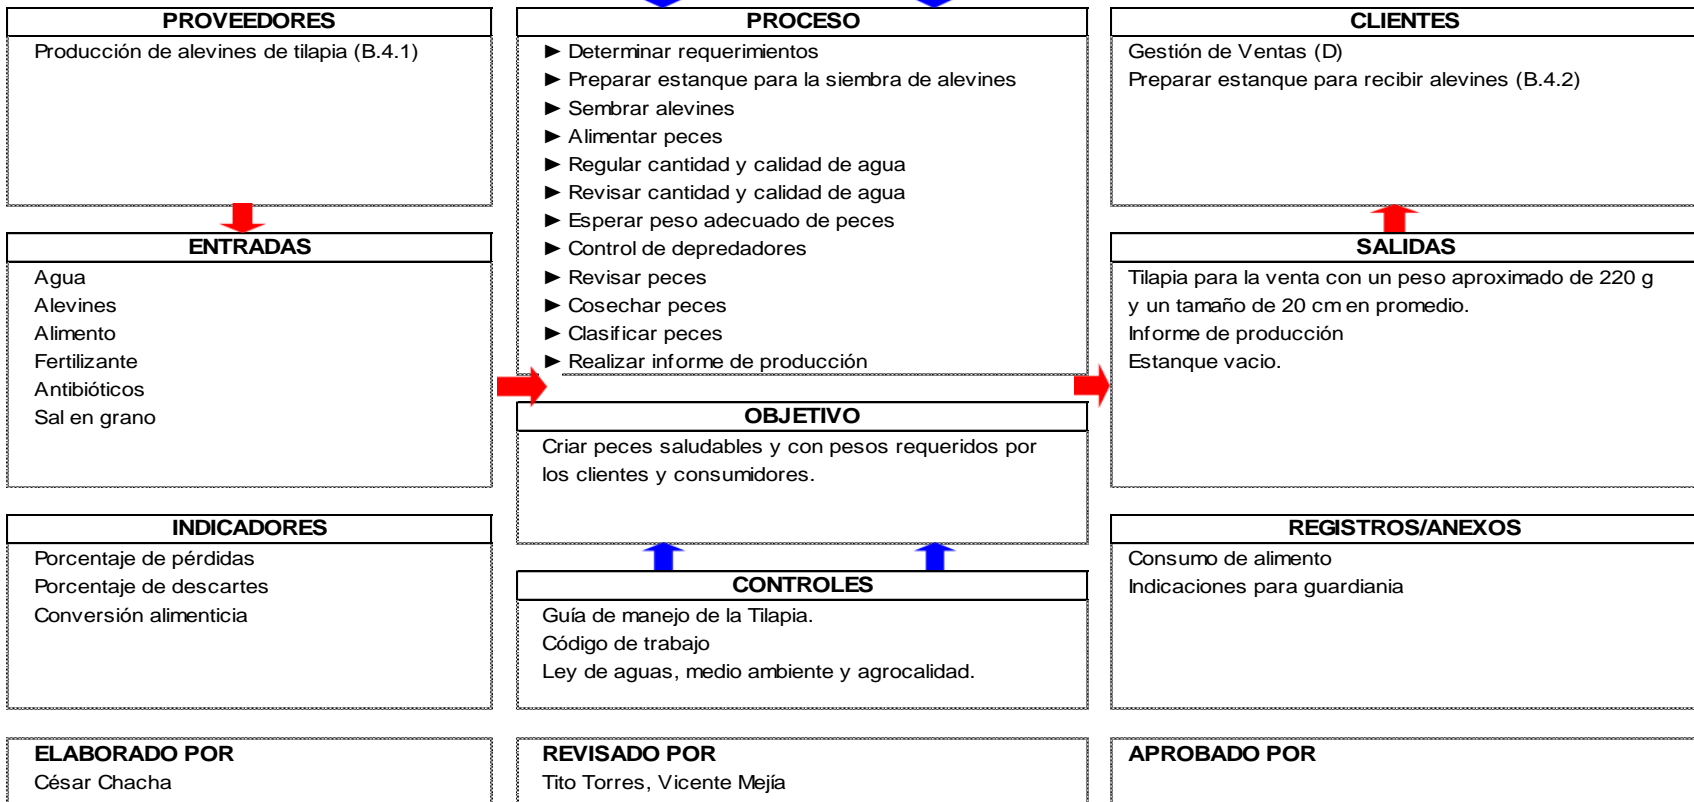 PROVEEDORES
Producción de alevines de tilapia (B.4.1)
PROCESO
► Determinar requerimientos
► Preparar estanque para la siembra de alevines
► Sembrar alevines
► Alimentar peces
► Regular cantidad y calidad de agua
► Revisar cantidad y calidad de agua
► Esperar peso adecuado de peces
► Control de depredadores
► Revisar peces
► Cosechar peces
► Clasificar peces
► Realizar informe de producción
CLIENTES
Gestión de Ventas (D)
Preparar estanque para recibir alevines (B.4.2)
ENTRADAS
Agua
Alevines
Alimento
Fertilizante
Antibióticos
Sal en grano
OBJETIVO
Criar peces saludables y con pesos requeridos por
los clientes y consumidores.
SALIDAS
Tilapia para la venta con un peso aproximado de 220 g
y un tamaño de 20 cm en promedio.
Informe de producción
Estanque vacio.
INDICADORES
Porcentaje de pérdidas
Porcentaje de descartes
Conversión alimenticia
CONTROLES
Guía de manejo de la Tilapia.
Código de trabajo
Ley de aguas, medio ambiente y agrocalidad.
REGISTROS/ANEXOS
Consumo de alimento
Indicaciones para guardiania
ELABORADO POR
César Chacha
REVISADO POR
Tito Torres, Vicente Mejía
APROBADO POR